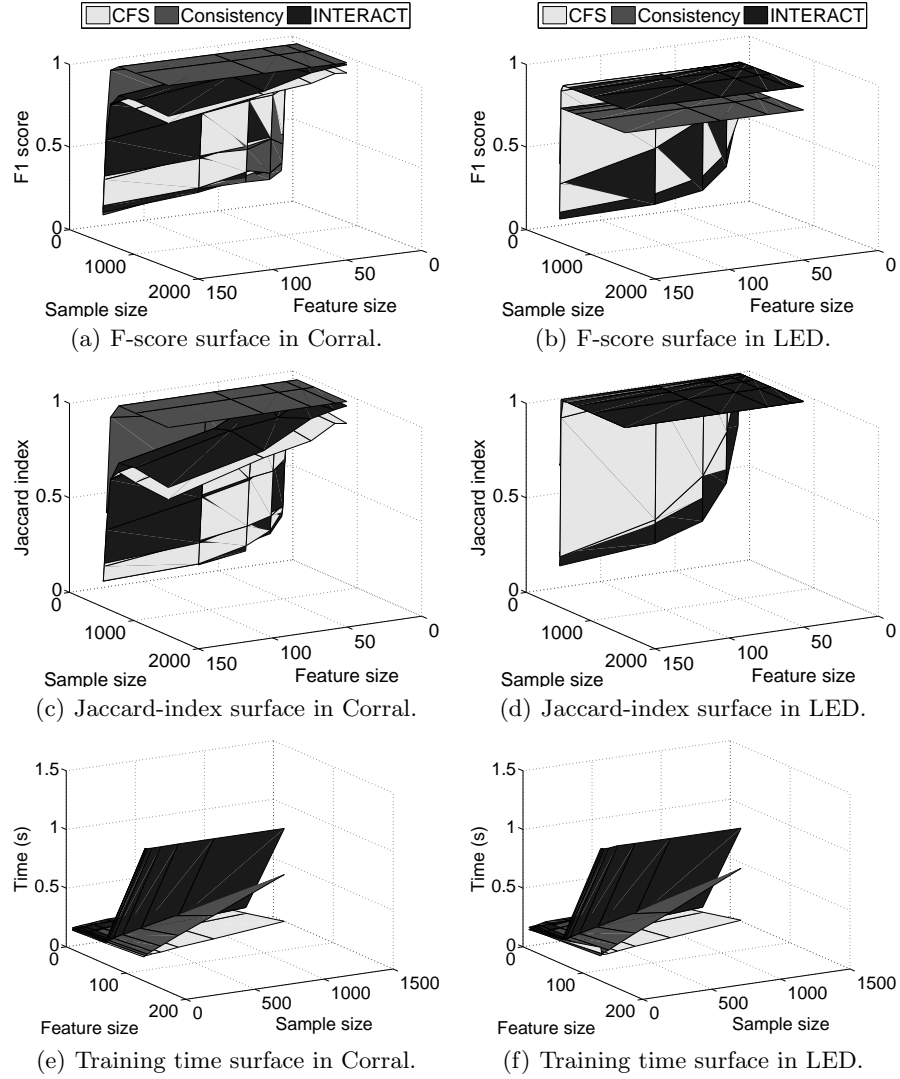 CFS Consistency INTERACT
CFS Consistency INTERACT
1
0.5
0
F1 score
0
1000
2000
Sample size
150
100
50
0
Feature size
(a) F-score surface in Corral.
1
0.5
0
F1 score
0
1000
2000
Sample size
150
100
50
0
Feature size
(b) F-score surface in LED.
1
0.5
0
Jaccard index
0
1000
2000
Sample size
150
100
50
0
Feature size
(c) Jaccard-index surface in Corral.
1
0.5
0
Jaccard index
0
1000
2000
Sample size
150
100
50
0
Feature size
(d) Jaccard-index surface in LED.
1.5
1
0.5
0
Time (s)
0
100
200
Feature size
0
500
1000
1500
Sample size
(e) Training time surface in Corral.
1.5
1
0.5
0
Time (s)
0
100
200
Feature size
0
500
1000
1500
Sample size
(f) Training time surface in LED.